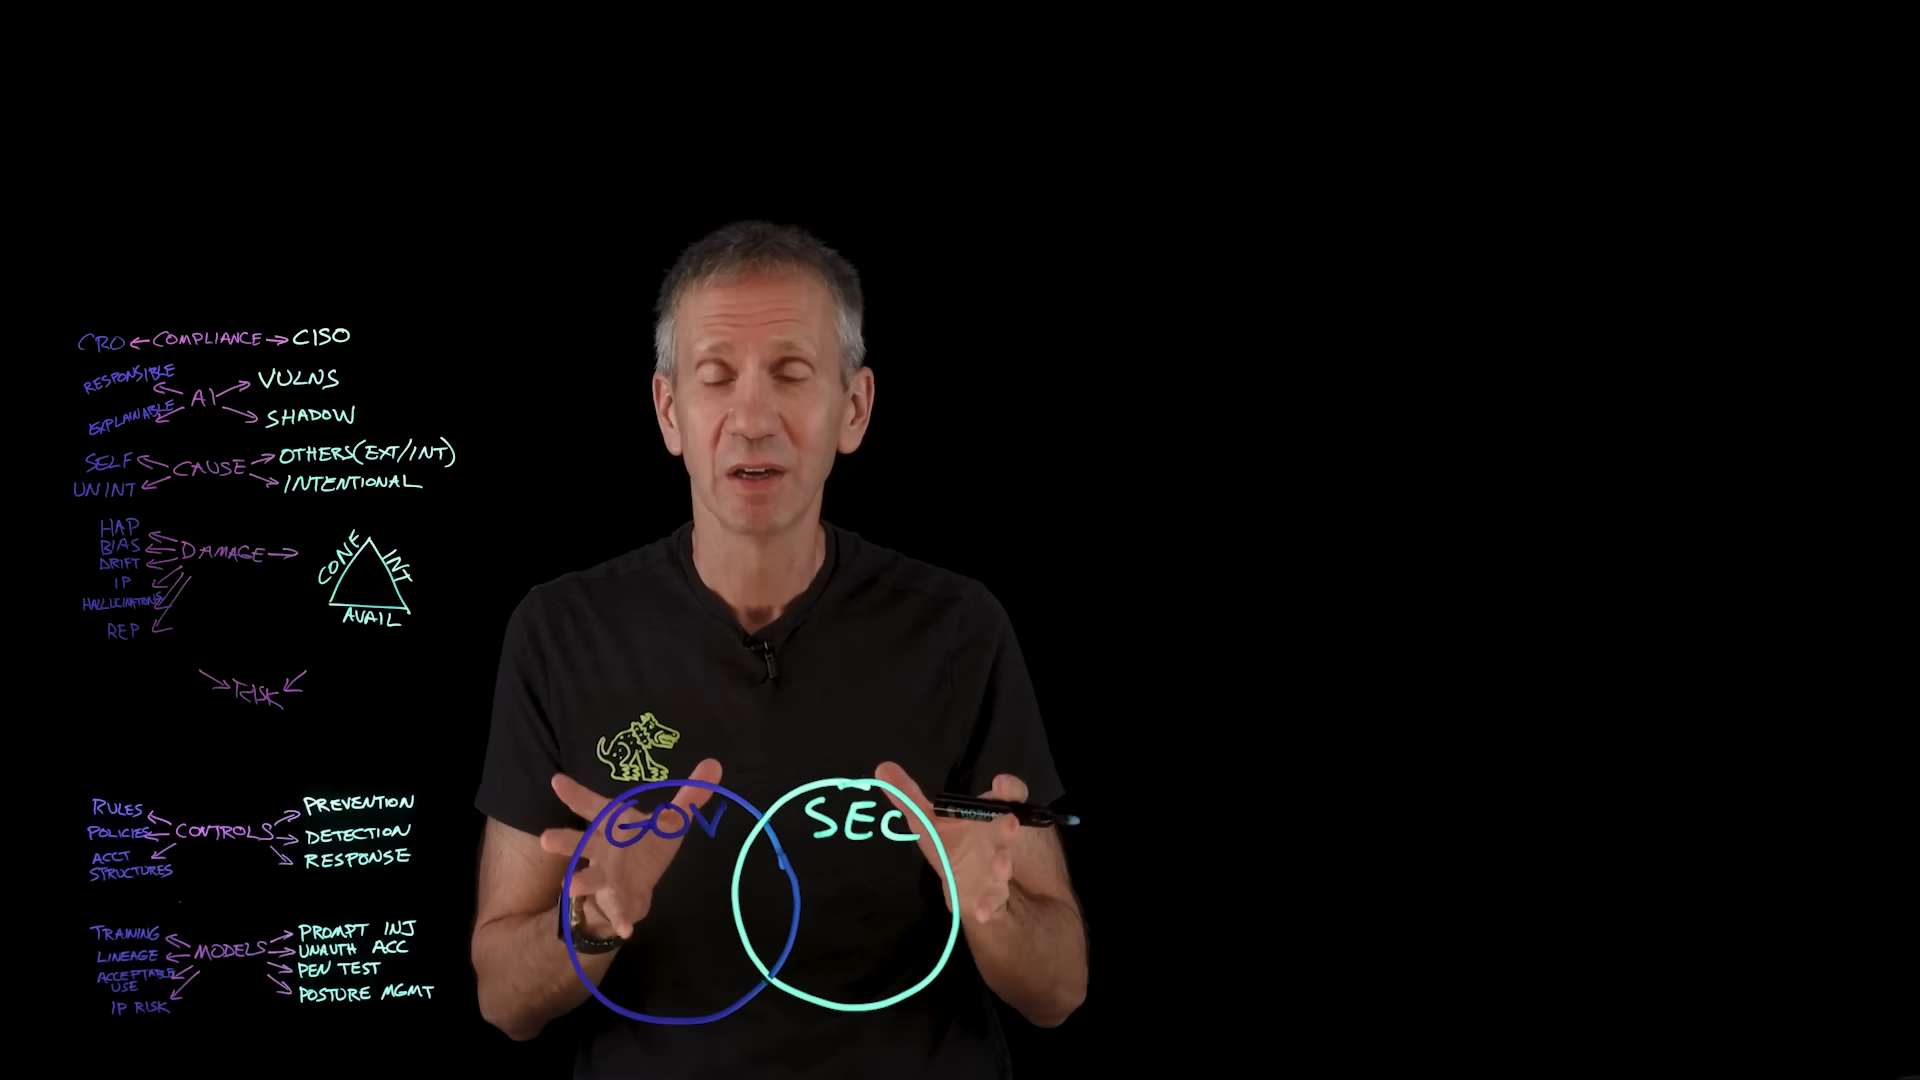 CRO COMPLIANCE CISO
RESPONSIBLE VULNS
AI
EXPLAINABLE SHADOW
SELF CAUSE OTHERS(EXT/INT)
UNINT INTENTIONAL
HAP
BIAS DAMAGE CONF INT
DRIFT
IP
HALLUCINATIONS AVAIL
REP
RISK
RULES PREVENTION
POLICIES CONTROLS DETECTION
ACCT RESPONSE
STRUCTURES
GOV SEC
TRAINING PROMPT INJ
LINEAGE MODELS UNAUTH ACC
ACCEPTABLE PEN TEST
USE
IP RISK POSTURE MGMT